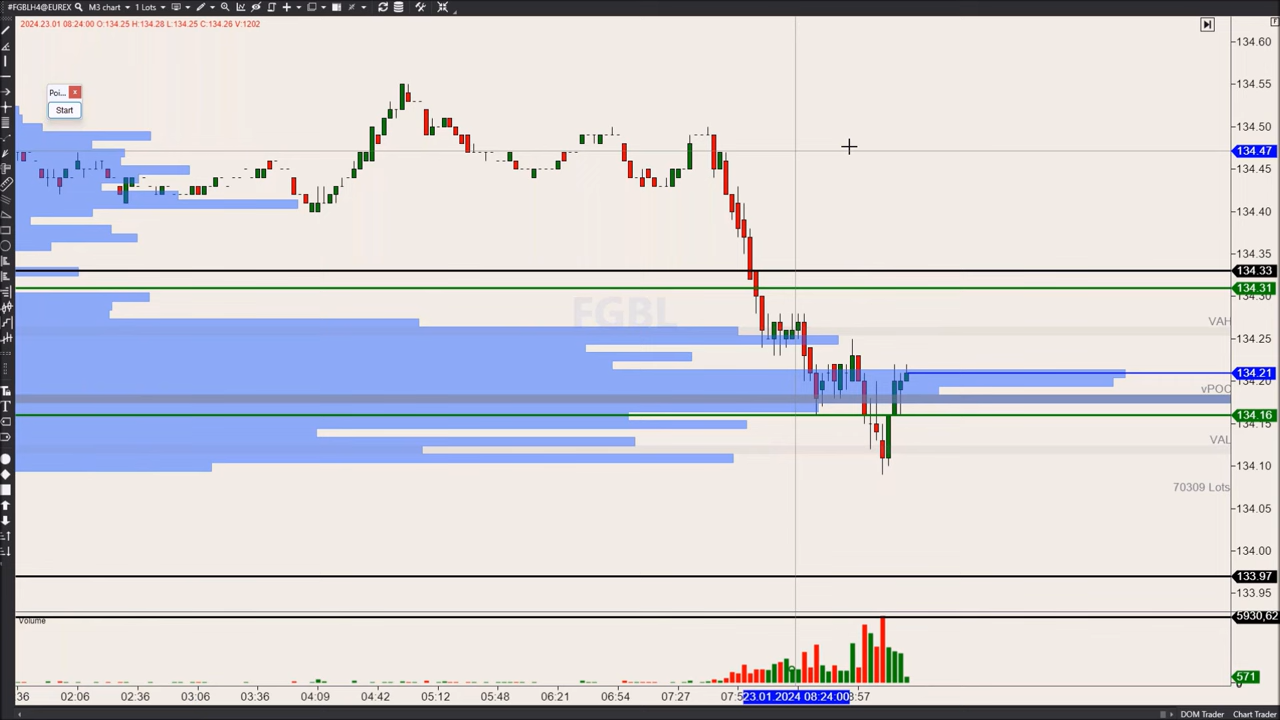 #FGBLH4@EUREX M3 chart 1 Lots
2024.23.01 08:24:00 O:134.25 H:134.28 L:134.25 C:134.26 V:1202
Poi...
Start
FGBL
134.60
134.55
134.50
134.47
134.45
134.40
134.35
134.33
134.31
134.30
VAH
134.25
134.21
134.20
vPOC
134.16
134.15
VAL
134.10
70309 Lots
134.05
134.00
133.97
133.95
Volume
5930,62
571
36 02:06 02:36 03:06 03:36 04:09 04:42 05:12 05:48 06:21 06:54 07:27 07:5 23.01.2024 08:24:00 3:57
DOM Trader Chart Trader